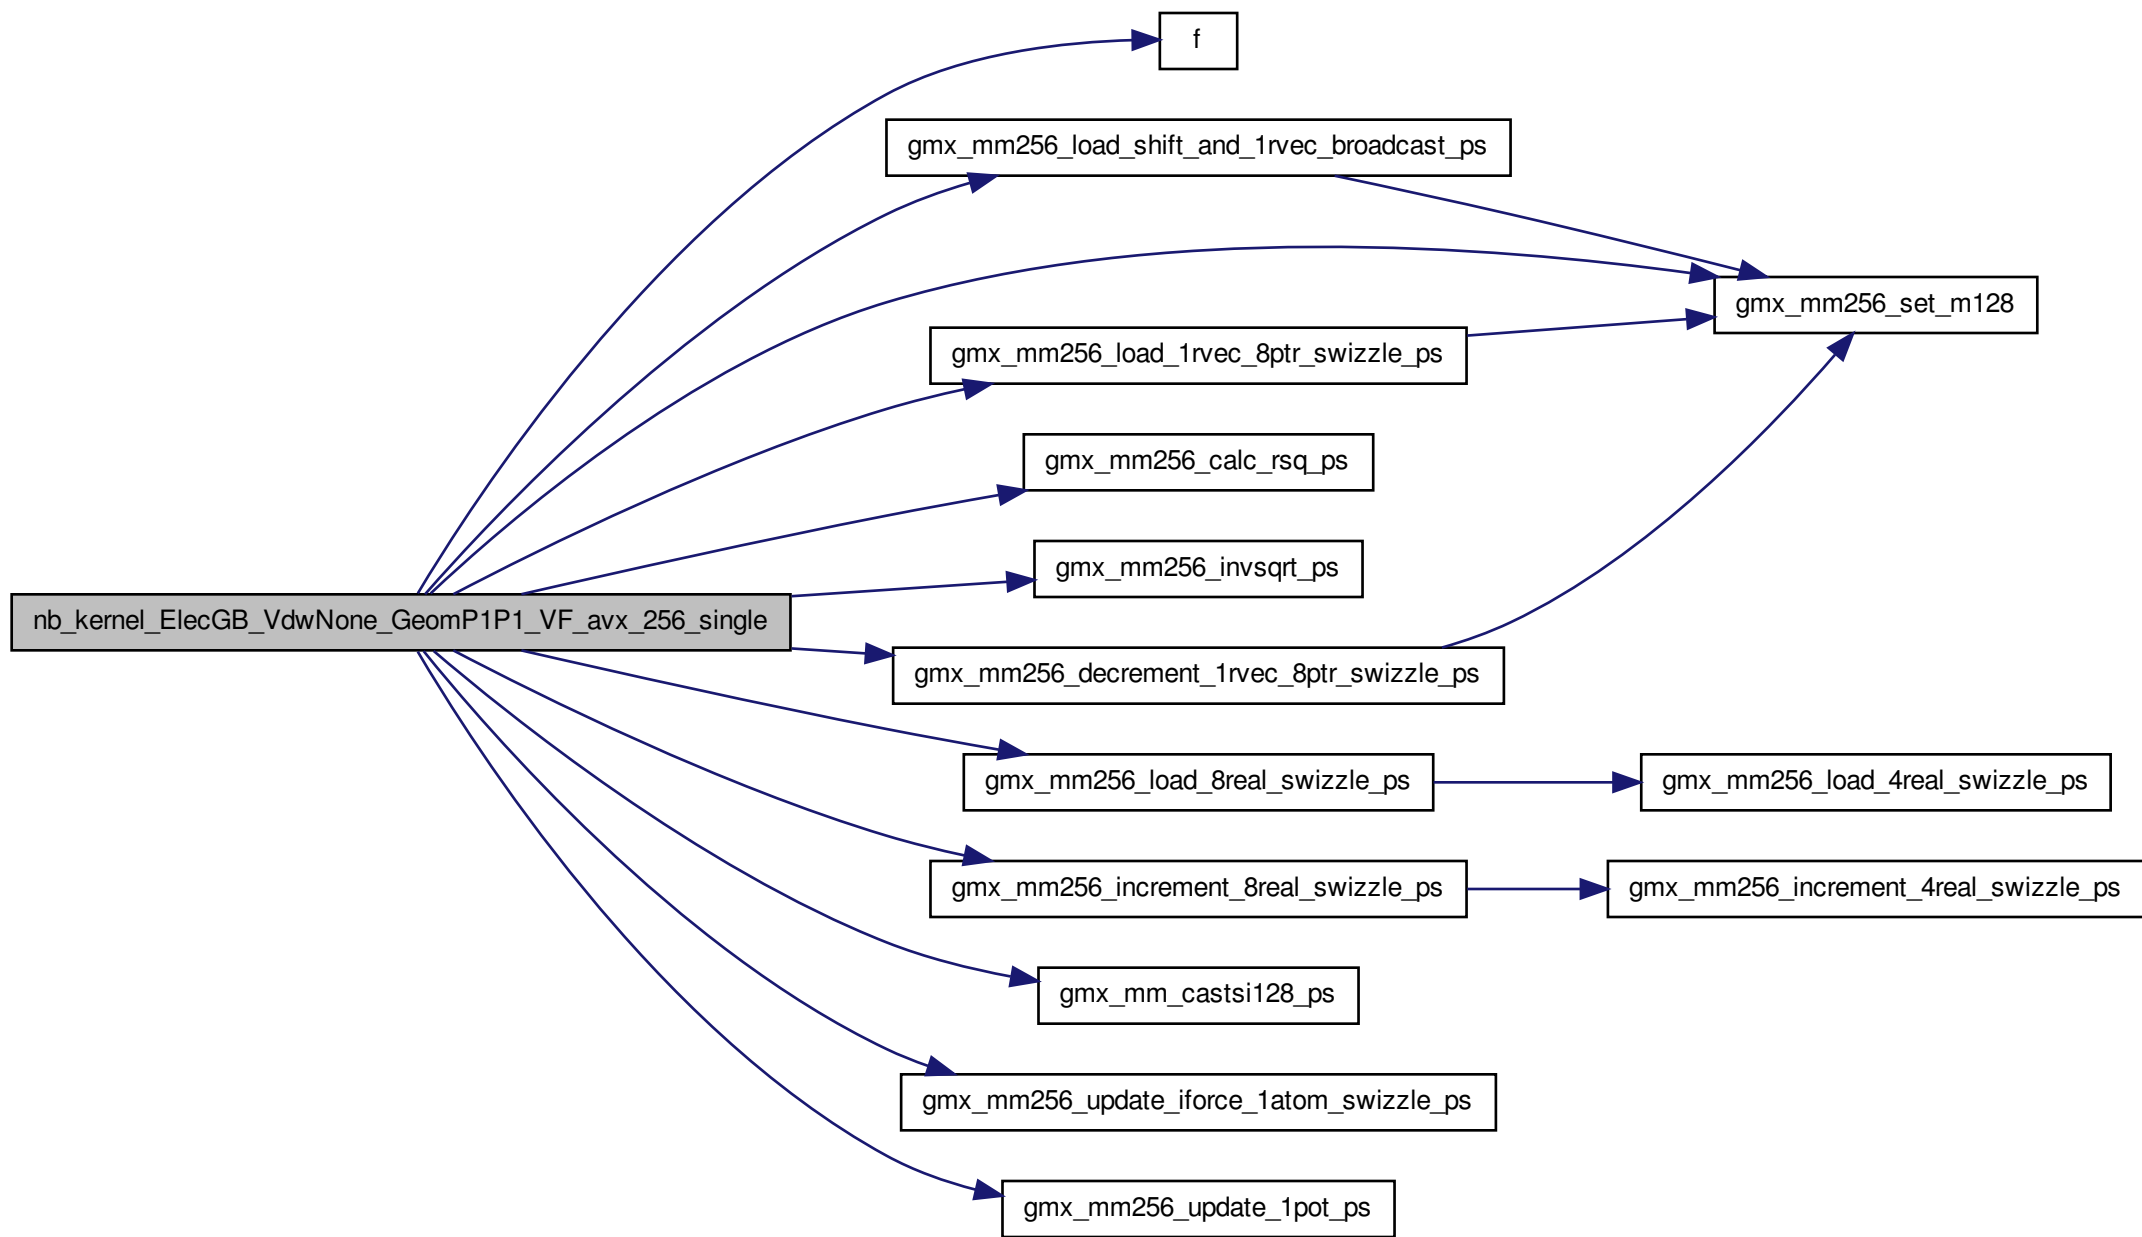 f
gmx_mm256_load_shift_and_1rvec_broadcast_ps
gmx_mm256_set_m128
gmx_mm256_load_1rvec_8ptr_swizzle_ps
gmx_mm256_calc_rsq_ps
gmx_mm256_invsqrt_ps
nb_kernel_ElecGB_VdwNone_GeomP1P1_VF_avx_256_single
gmx_mm256_decrement_1rvec_8ptr_swizzle_ps
gmx_mm256_load_8real_swizzle_ps
gmx_mm256_load_4real_swizzle_ps
gmx_mm256_increment_8real_swizzle_ps
gmx_mm256_increment_4real_swizzle_ps
gmx_mm_castsi128_ps
gmx_mm256_update_iforce_1atom_swizzle_ps
gmx_mm256_update_1pot_ps